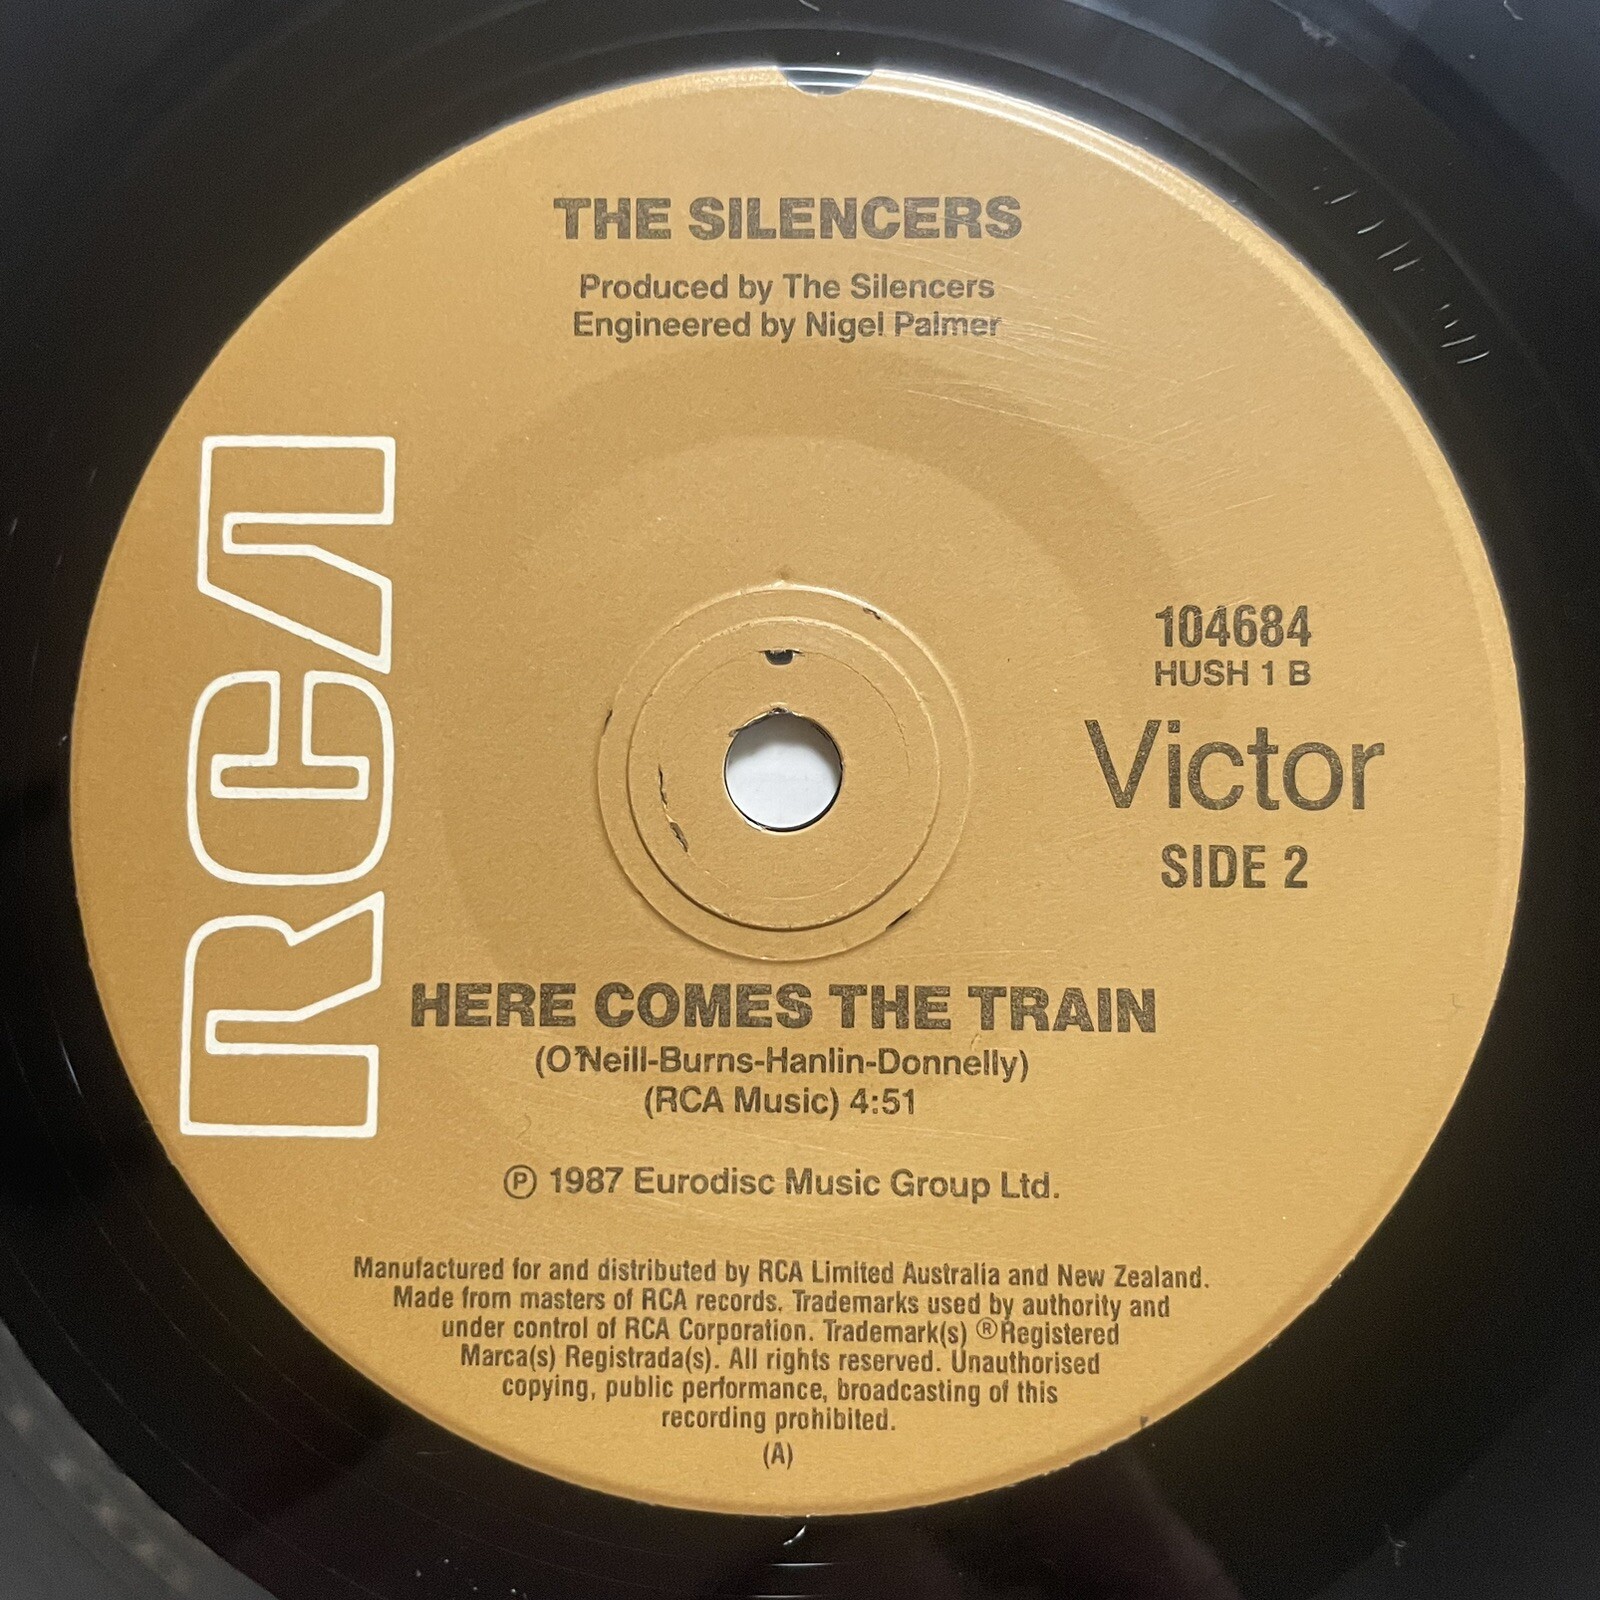 THE SILENCERS
Produced by The Silencers
Engineered by Nigel Palmer
RCA
104684
HUSH 1 B
Victor
SIDE 2
HERE COMES THE TRAIN
(O'Neill-Burns-Hanlin-Donnelly)
(RCA Music) 4:51
℗ 1987 Eurodisc Music Group Ltd.
Manufactured for and distributed by RCA Limited Australia and New Zealand.
Made from masters of RCA records. Trademarks used by authority and
under control of RCA Corporation. Trademark(s) ®Registered
Marca(s) Registrada(s). All rights reserved. Unauthorised
copying, public performance, broadcasting of this
recording prohibited.
(A)